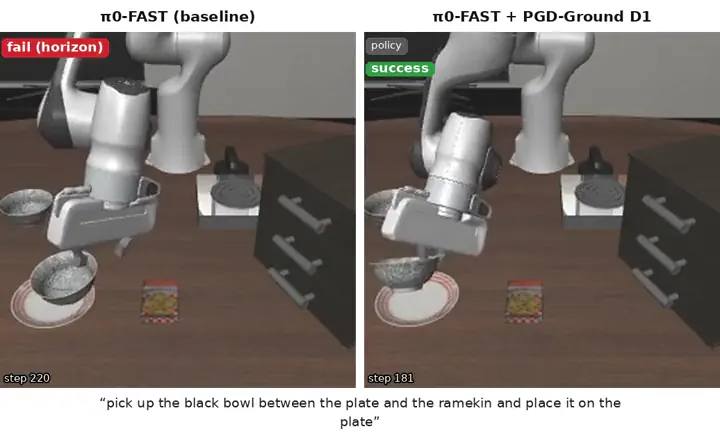 π0-FAST (baseline)
π0-FAST + PGD-Ground D1
fail (horizon)
policy
success
step 220
step 181
“pick up the black bowl between the plate and the ramekin and place it on the
plate”